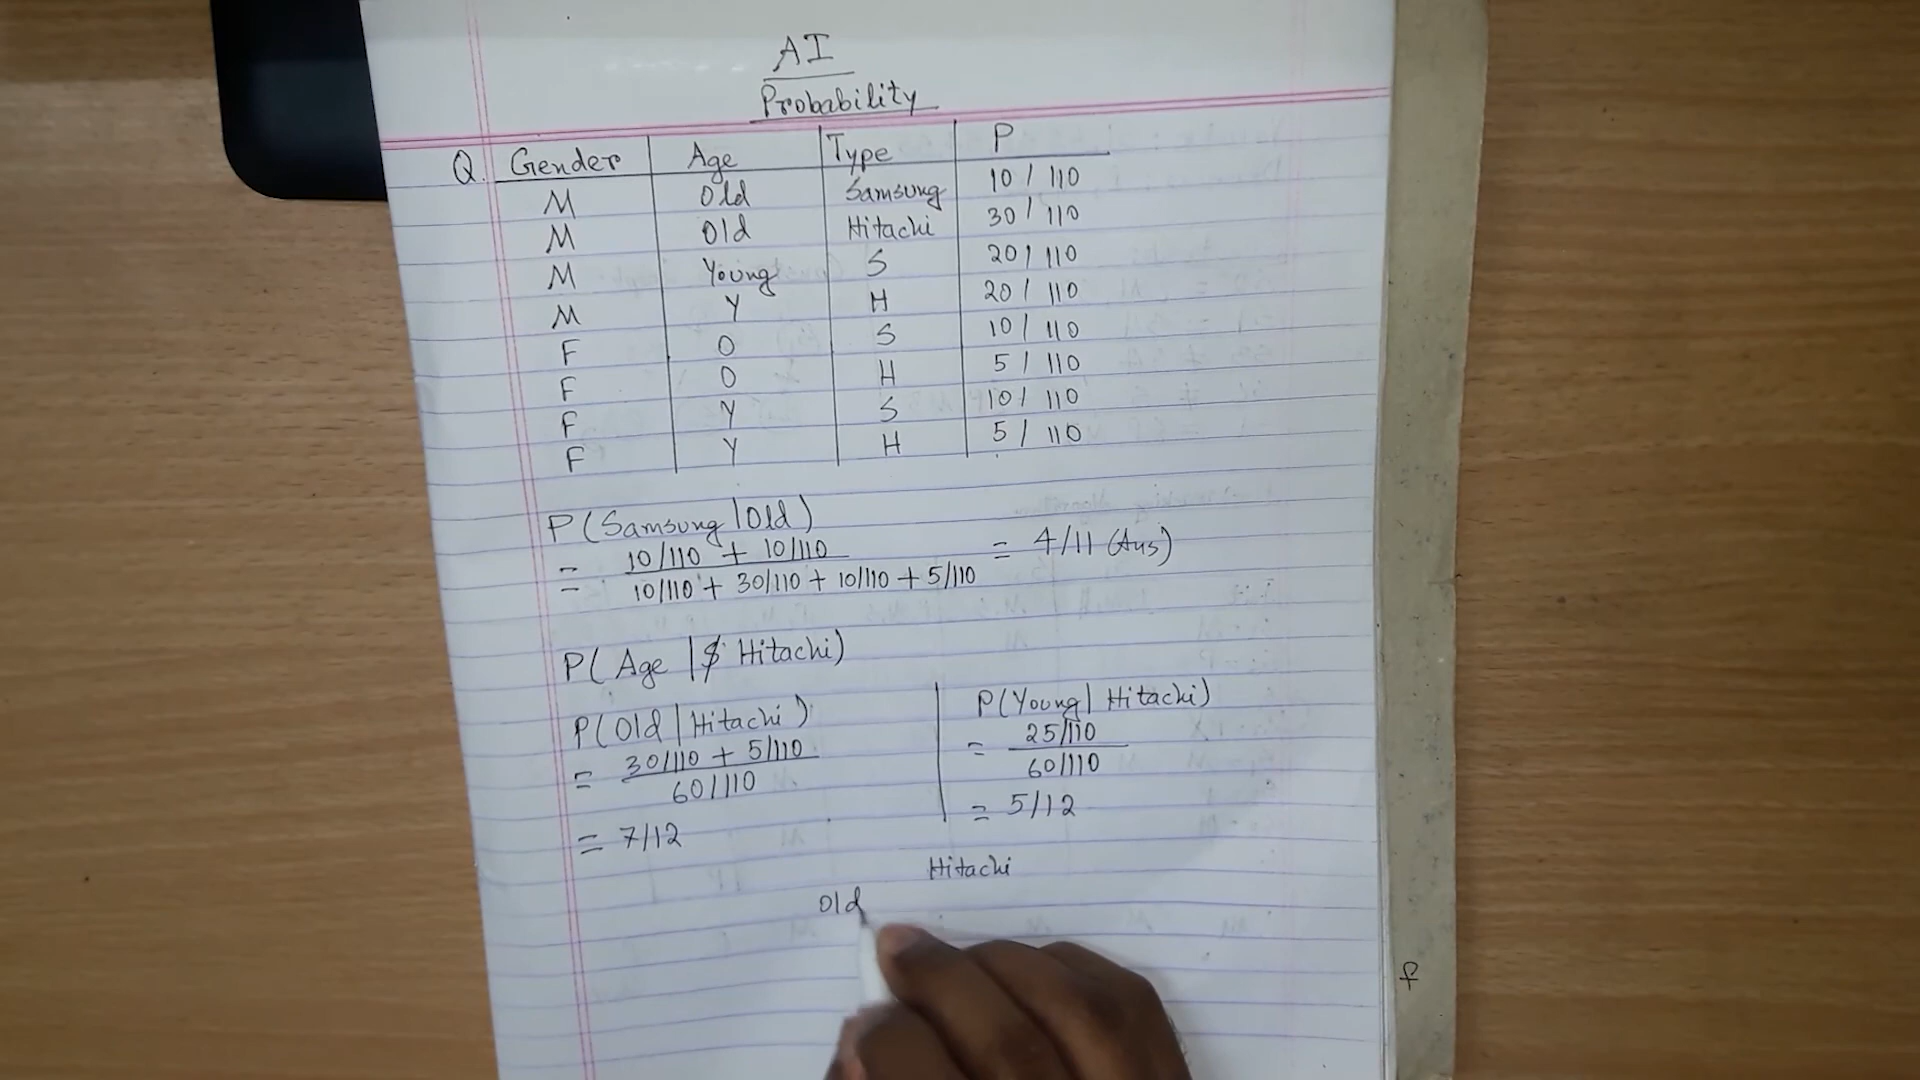 AI
Probability
Q. Gender Age Type P
M Old Samsung 10 / 110
M Old Hitachi 30 / 110
M Young S 20 / 110
M Y H 20 / 110
F O S 10 / 110
F O H 5 / 110
F Y S 10 / 110
F Y H 5 / 110
P(Samsung | Old)
= 10/110 + 10/110 = 4/11 (Ans)
10/110 + 30/110 + 10/110 + 5/110
P( Age | Hitachi)
P(Old | Hitachi)
= 30/110 + 5/110
60/110
= 7/12
P(Young | Hitachi)
= 25/110
60/110
= 5/12
Hitachi
Old
f